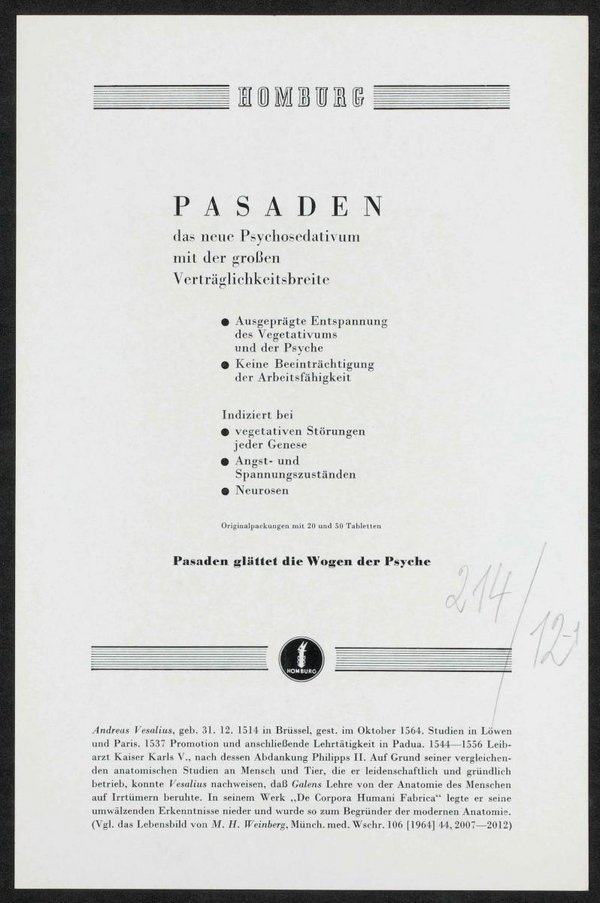 HOMBURG
PASADEN
das neue Psychosedativum
mit der großen
Verträglichkeitsbreite
● Ausgeprägte Entspannung
des Vegetativums
und der Psyche
● Keine Beeinträchtigung
der Arbeitsfähigkeit
Indiziert bei
● vegetativen Störungen
jeder Genese
● Angst- und
Spannungszuständen
● Neurosen
Originalpackungen mit 20 und 50 Tabletten
Pasaden glättet die Wogen der Psyche
214/12-1
HOMBURG
Andreas Vesalius, geb. 31. 12. 1514 in Brüssel, gest. im Oktober 1564. Studien in Löwen
und Paris. 1537 Promotion und anschließende Lehrtätigkeit in Padua. 1544—1556 Leib-
arzt Kaiser Karls V., nach dessen Abdankung Philipps II. Auf Grund seiner vergleichen-
den anatomischen Studien an Mensch und Tier, die er leidenschaftlich und gründlich
betrieb, konnte Vesalius nachweisen, daß Galens Lehre von der Anatomie des Menschen
auf Irrtümern beruhte. In seinem Werk „De Corpora Humani Fabrica“ legte er seine
umwälzenden Erkenntnisse nieder und wurde so zum Begründer der modernen Anatomie.
(Vgl. das Lebensbild von M. H. Weinberg, Münch. med. Wschr. 106 [1964] 44, 2007—2012)